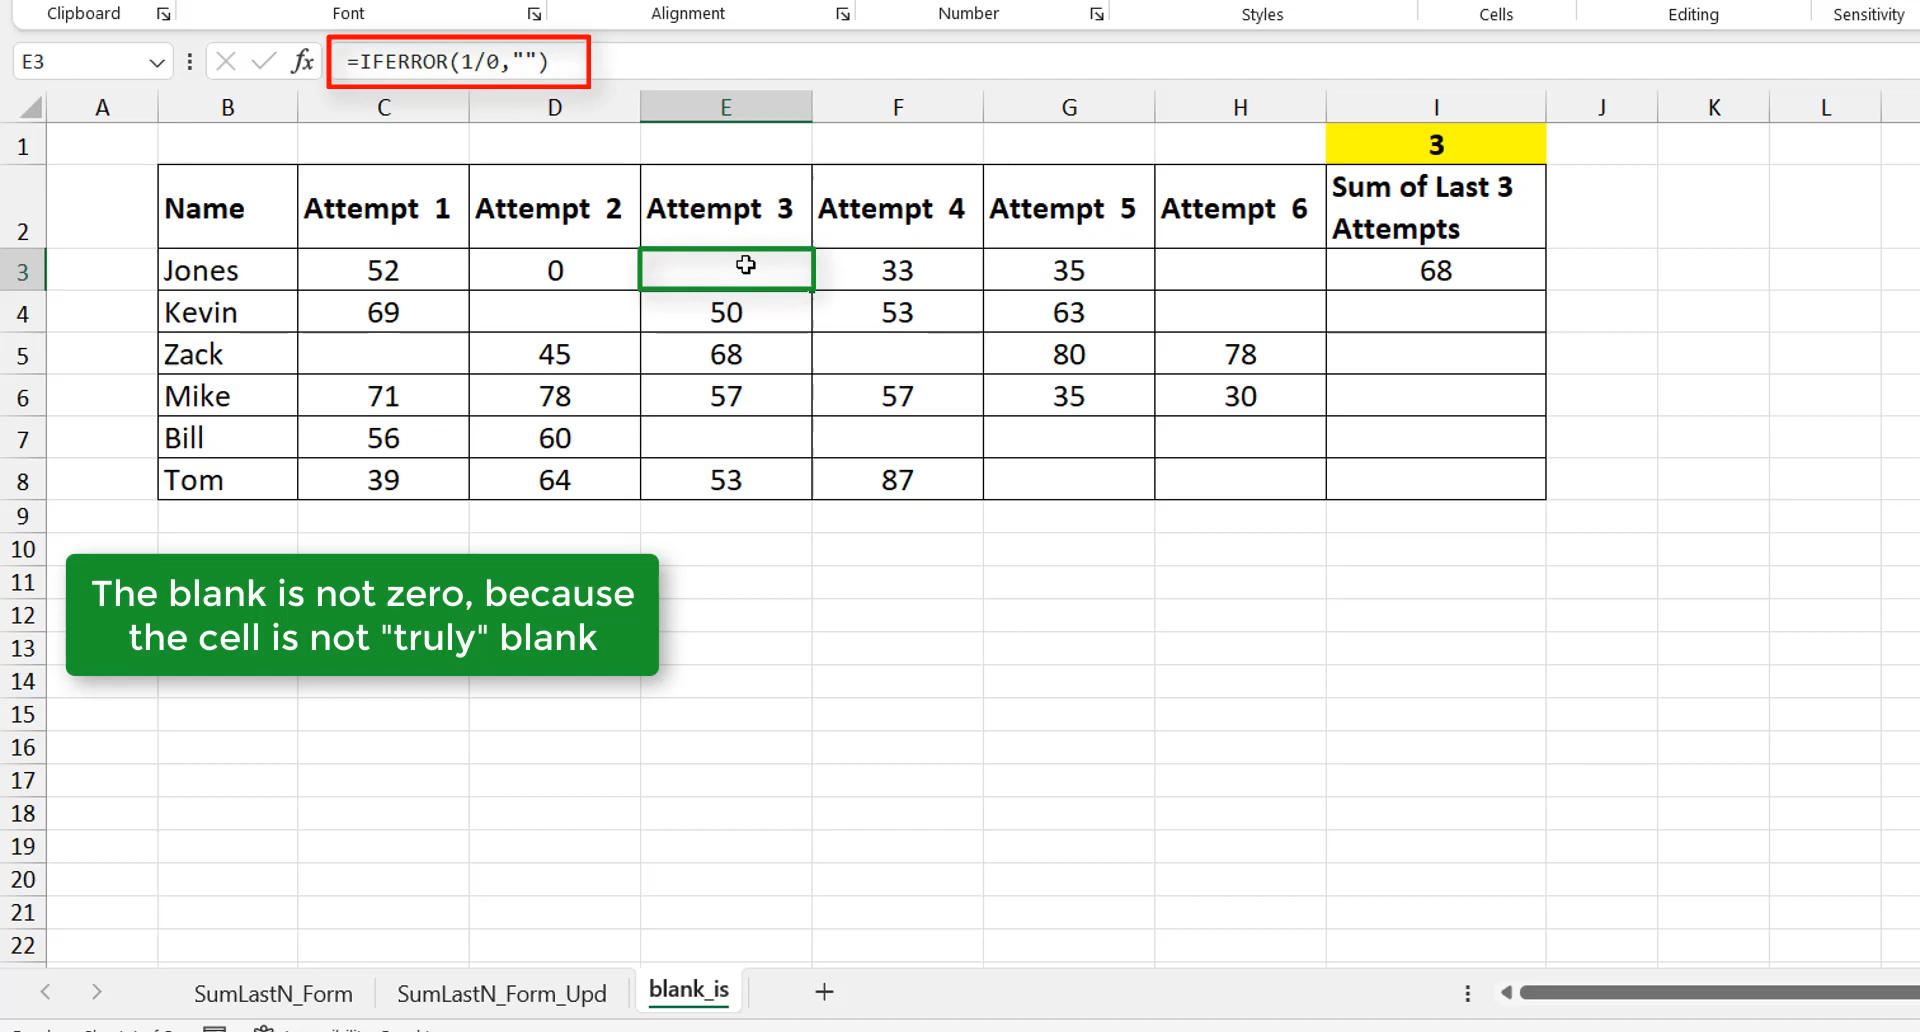 Clipboard Font Alignment Number Styles Cells Editing Sensitivity
E3 fx =IFERROR(1/0,"")
A B C D E F G H I J K L
1 3
2 Name Attempt 1 Attempt 2 Attempt 3 Attempt 4 Attempt 5 Attempt 6 Sum of Last 3
Attempts
3 Jones 52 0 33 35 68
4 Kevin 69 50 53 63
5 Zack 45 68 80 78
6 Mike 71 78 57 57 35 30
7 Bill 56 60
8 Tom 39 64 53 87
9
10
11
The blank is not zero, because
12
the cell is not "truly" blank
13
14
15
16
17
18
19
20
21
22
SumLastN_Form SumLastN_Form_Upd blank_is